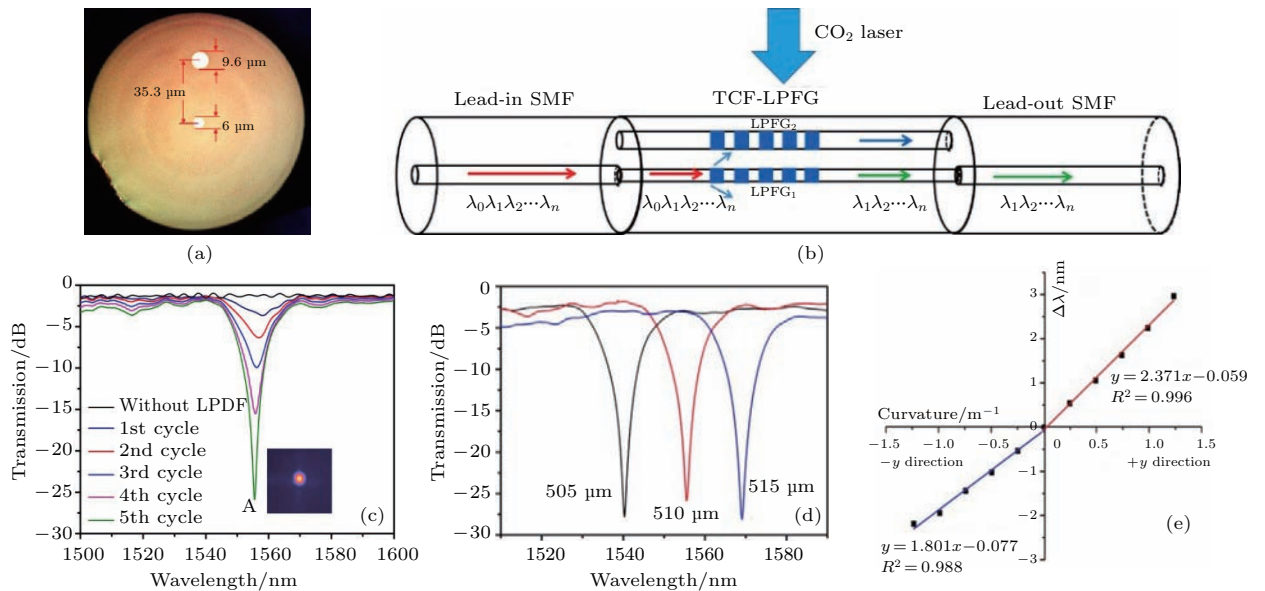 9.6 µm
35.3 µm
6 µm
(a)
CO₂ laser
Lead-in SMF
TCF-LPFG
Lead-out SMF
LPFG₂
LPFG₁
λ₀λ₁λ₂···λₙ
λ₀λ₁λ₂···λₙ
λ₁λ₂···λₙ
λ₁λ₂···λₙ
(b)
Transmission/dB
0
−5
−10
−15
−20
−25
−30
Without LPDF
1st cycle
2nd cycle
3rd cycle
4th cycle
5th cycle
A
(c)
1500
1520
1540
1560
1580
1600
Wavelength/nm
Transmission/dB
0
−5
−10
−15
−20
−25
−30
505 µm
510 µm
515 µm
(d)
1520
1540
1560
1580
Wavelength/nm
Δλ/nm
3
2
1
0
−1
−2
−3
Curvature/m⁻¹
−1.5
−1.0
−0.5
0
0.5
1.0
1.5
−y direction
+y direction
y=2.371x−0.059
R²=0.996
y=1.801x−0.077
R²=0.988
(e)